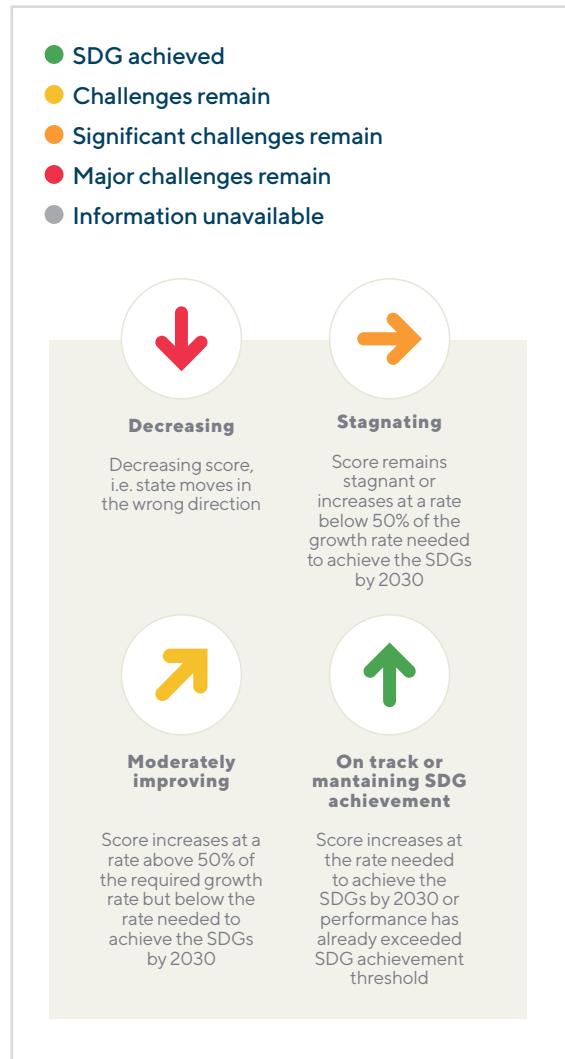 SDG achieved
Challenges remain
Significant challenges remain
Major challenges remain
Information unavailable
Decreasing
Decreasing score,
i.e. state moves in
the wrong direction
Stagnating
Score remains
stagnant or
increases at a rate
below 50% of the
growth rate needed
to achieve the SDGs
by 2030
Moderately
improving
Score increases at a
rate above 50% of
the required growth
rate but below the
rate needed to
achieve the SDGs
by 2030
On track or
mantaining SDG
achievement
Score increases at
the rate needed
to achieve the
SDGs by 2030 or
performance has
already exceeded
SDG achievement
threshold